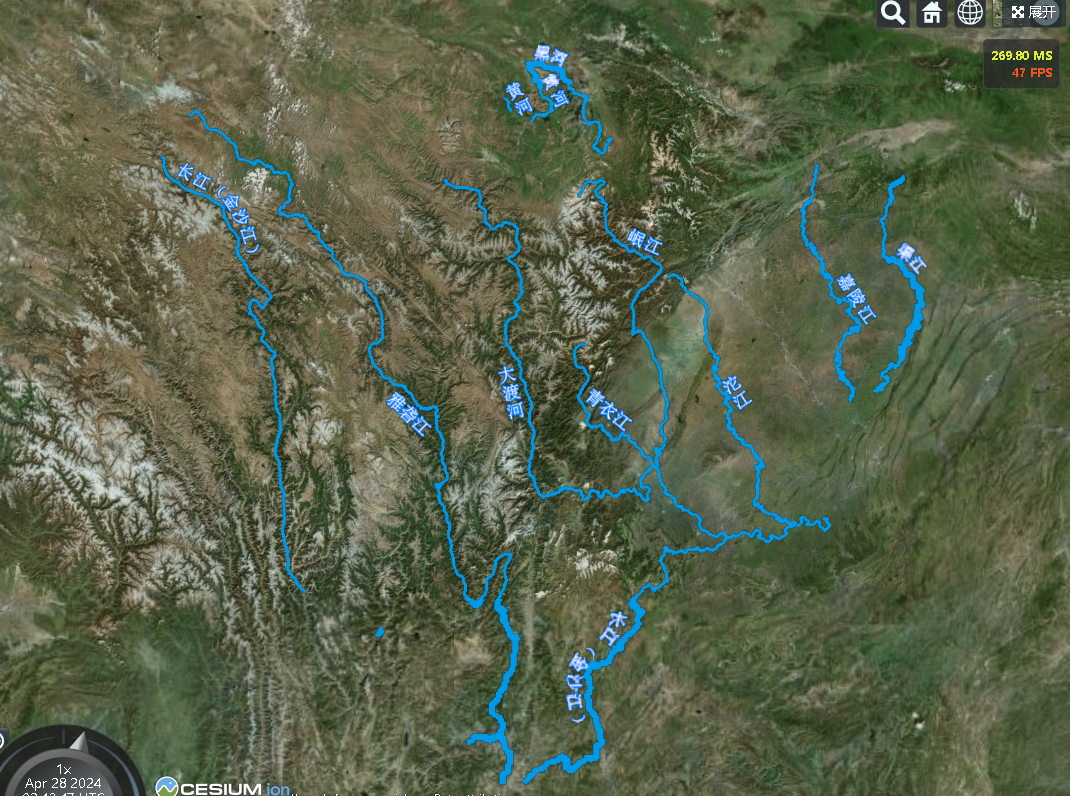 展开
269.80 MS
47 FPS
黑河
黄河
黄河
长江（金沙江）
岷江
渠江
嘉陵江
大渡河
雅砻江
青衣江
沱江
长江（金沙江）
1x
Apr 28 2024
CESIUM ion